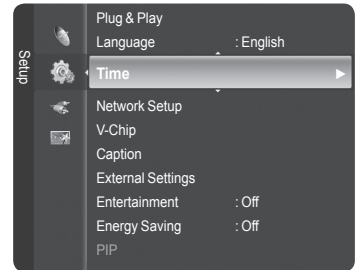 Setup
Plug & Play
Language : English
Time
Network Setup
V-Chip
Caption
External Settings
Entertainment : Off
Energy Saving : Off
PIP